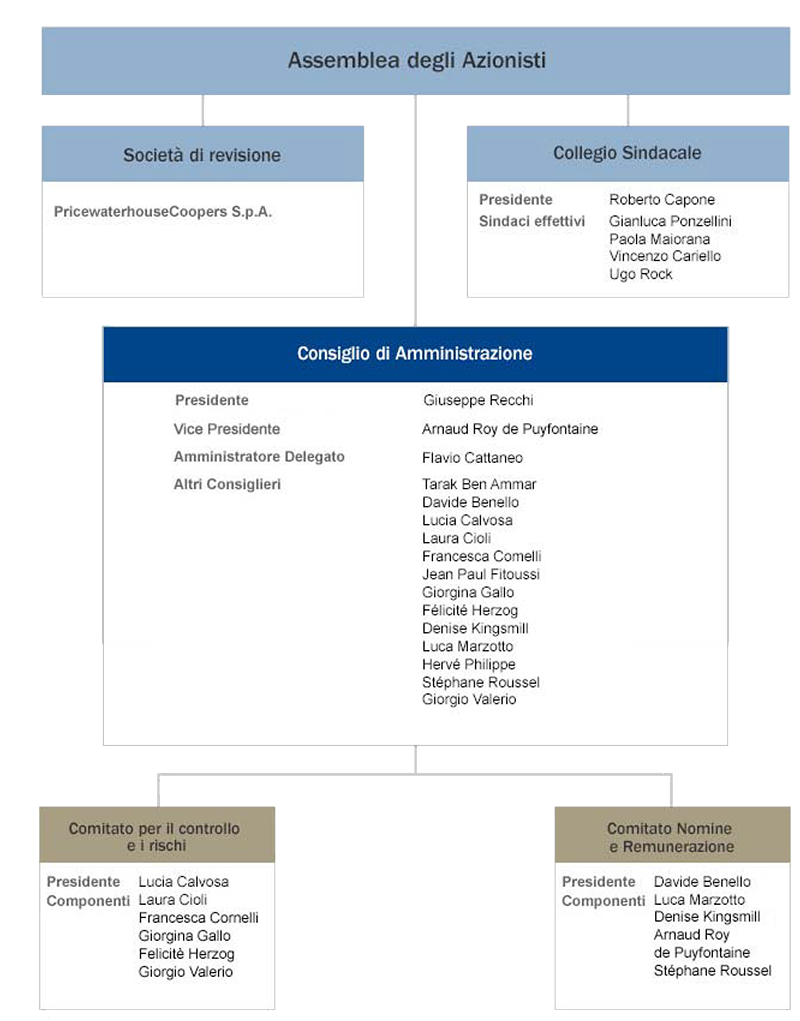 Assemblea degli Azionisti
Società di revisione
PricewaterhouseCoopers S.p.A.
Collegio Sindacale
Presidente Roberto Capone
Sindaci effettivi Gianluca Ponzellini
Paola Maiorana
Vincenzo Cariello
Ugo Rock
Consiglio di Amministrazione
Presidente Giuseppe Recchi
Vice Presidente Arnaud Roy de Puyfontaine
Amministratore Delegato Flavio Cattaneo
Altri Consiglieri Tarak Ben Ammar
Davide Benello
Lucia Calvosa
Laura Cioli
Francesca Comelli
Jean Paul Fitoussi
Giorgina Gallo
Félicité Herzog
Denise Kingsmill
Luca Marzotto
Hervé Philippe
Stéphane Roussel
Giorgio Valerio
Comitato per il controllo
e i rischi
Presidente Lucia Calvosa
Componenti Laura Cioli
Francesca Cornelli
Giorgina Gallo
Felicitè Herzog
Giorgio Valerio
Comitato Nomine
e Remunerazione
Presidente Davide Benello
Componenti Luca Marzotto
Denise Kingsmill
Arnaud Roy
de Puyfontaine
Stéphane Roussel